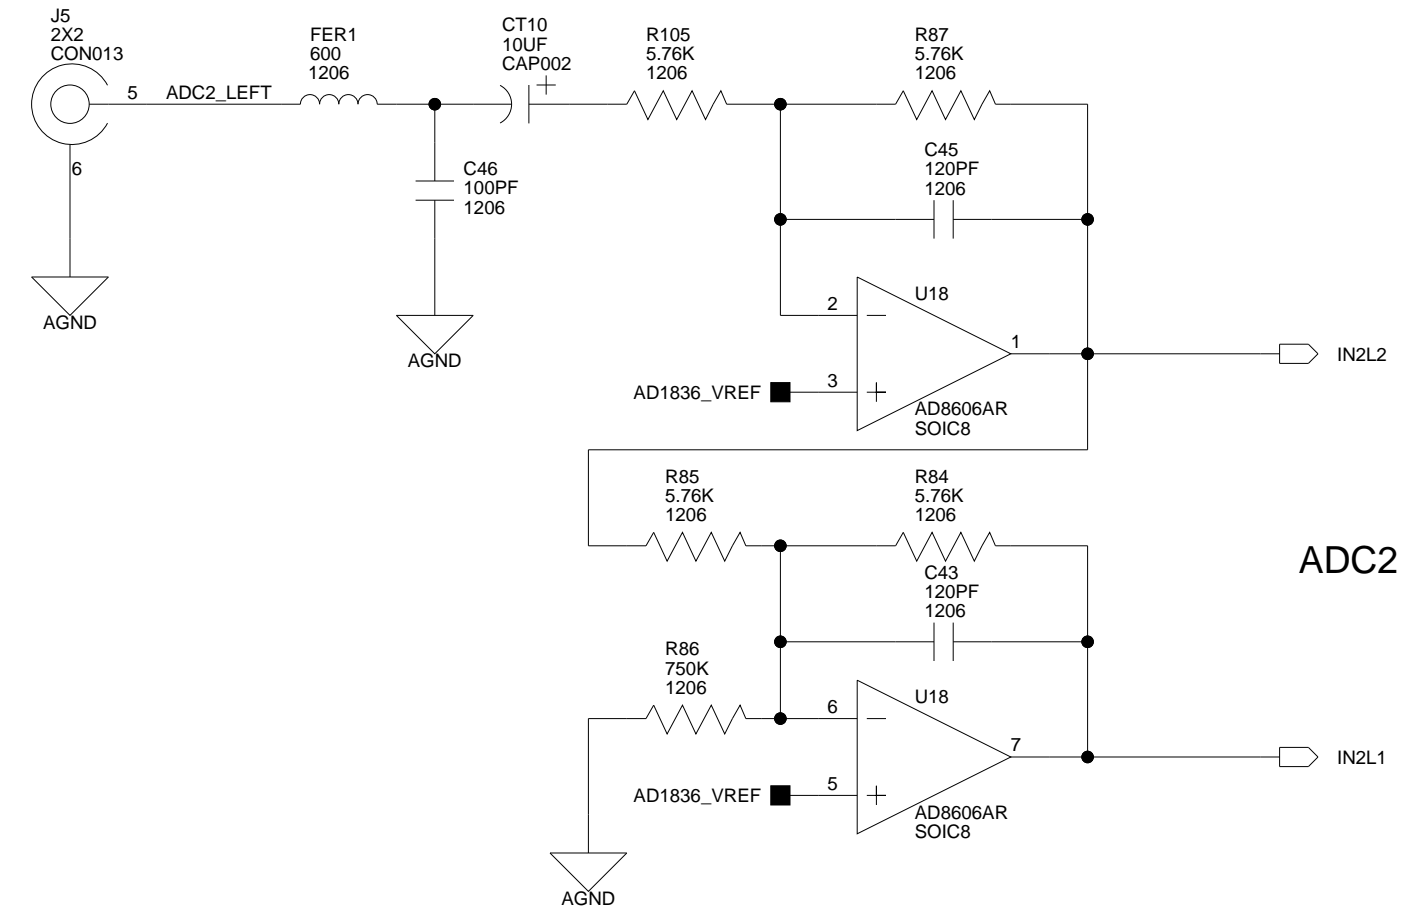 J5
2X2
CON013
5
ADC2_LEFT
6
AGND
FER1
600
1206
C46
100PF
1206
AGND
CT10
10UF
CAP002
+
R105
5.76K
1206
R87
5.76K
1206
C45
120PF
1206
U18
2
−
1
IN2L2
AD1836_VREF
3
+
AD8606AR
SOIC8
R85
5.76K
1206
R84
5.76K
1206
C43
120PF
1206
ADC2
R86
750K
1206
U18
6
−
7
IN2L1
AD1836_VREF
5
+
AD8606AR
SOIC8
AGND